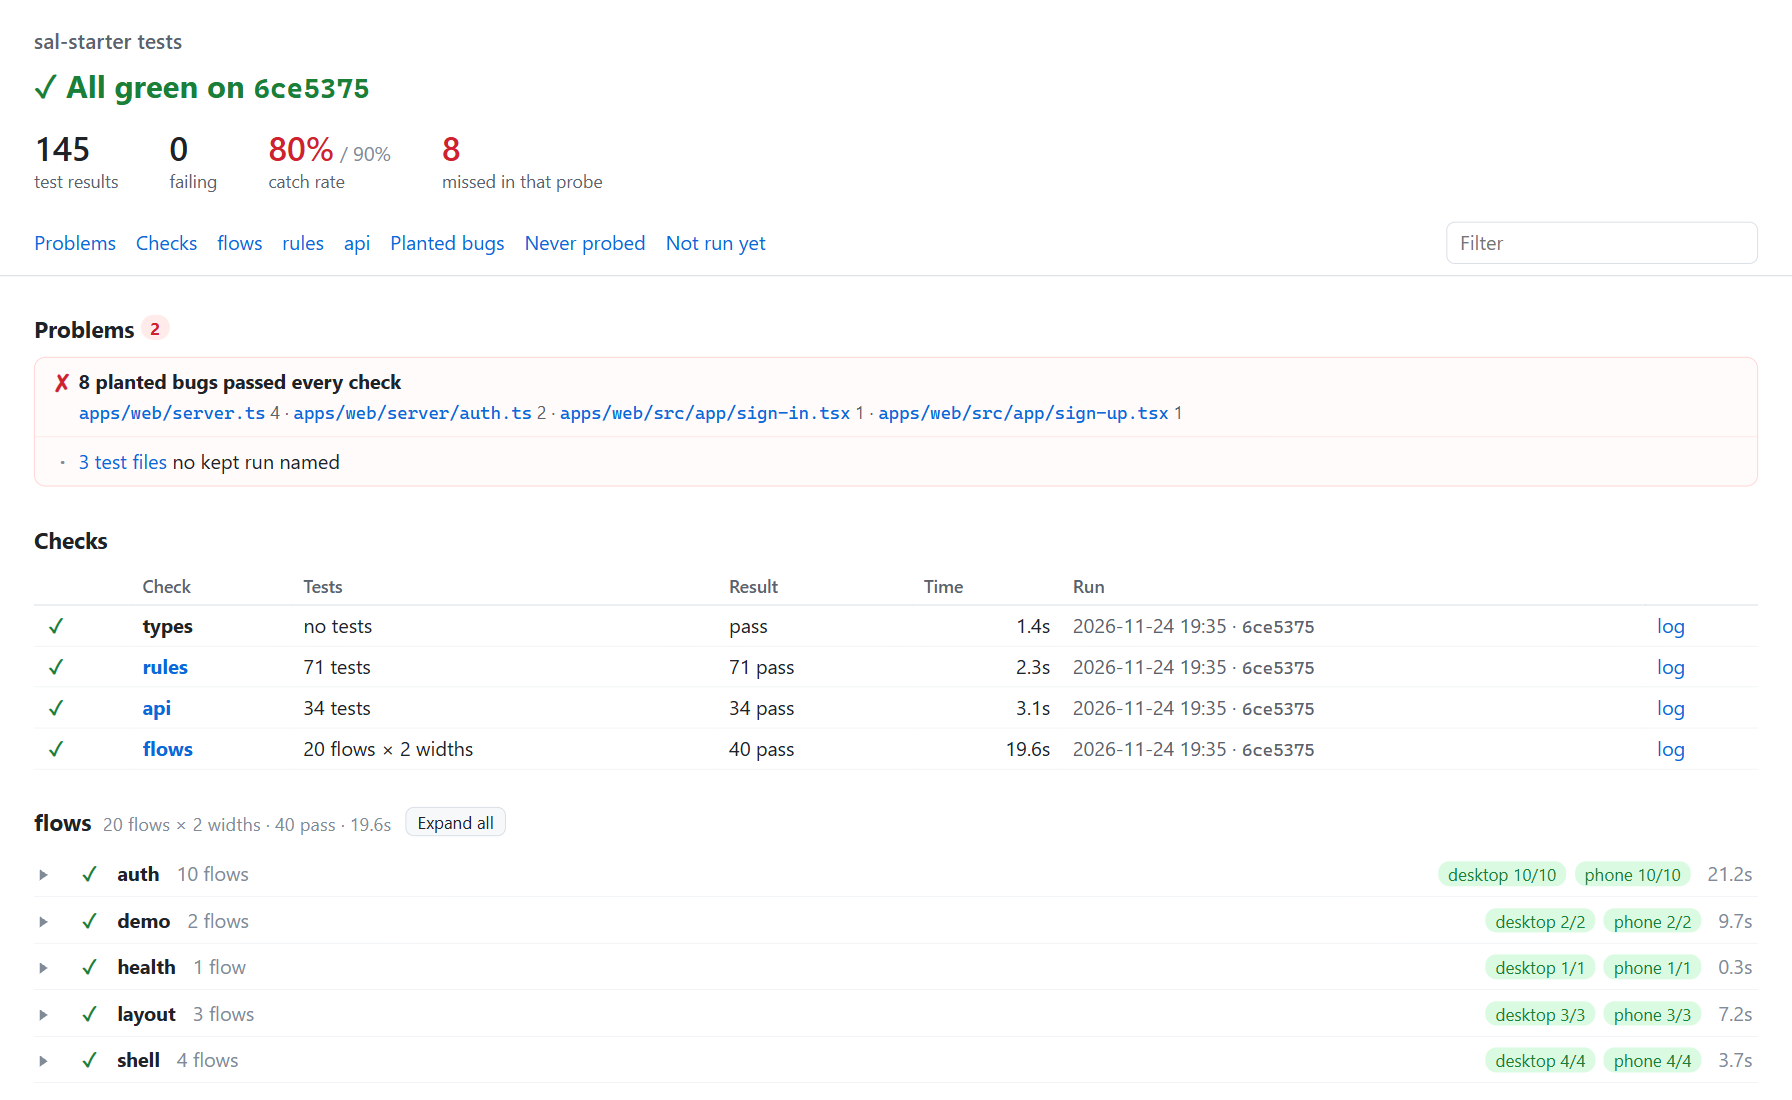 sal-starter tests
✓ All green on 6ce5375
145 0 80% / 90% 8
test results failing catch rate missed in that probe
Problems Checks flows rules api Planted bugs Never probed Not run yet Filter
Problems 2
✗ 8 planted bugs passed every check
apps/web/server.ts 4 · apps/web/server/auth.ts 2 · apps/web/src/app/sign-in.tsx 1 · apps/web/src/app/sign-up.tsx 1
· 3 test files no kept run named
Checks
Check Tests Result Time Run
✓ types no tests pass 1.4s 2026-11-24 19:35 · 6ce5375 log
✓ rules 71 tests 71 pass 2.3s 2026-11-24 19:35 · 6ce5375 log
✓ api 34 tests 34 pass 3.1s 2026-11-24 19:35 · 6ce5375 log
✓ flows 20 flows × 2 widths 40 pass 19.6s 2026-11-24 19:35 · 6ce5375 log
flows 20 flows × 2 widths · 40 pass · 19.6s Expand all
▸ ✓ auth 10 flows desktop 10/10 phone 10/10 21.2s
▸ ✓ demo 2 flows desktop 2/2 phone 2/2 9.7s
▸ ✓ health 1 flow desktop 1/1 phone 1/1 0.3s
▸ ✓ layout 3 flows desktop 3/3 phone 3/3 7.2s
▸ ✓ shell 4 flows desktop 4/4 phone 4/4 3.7s